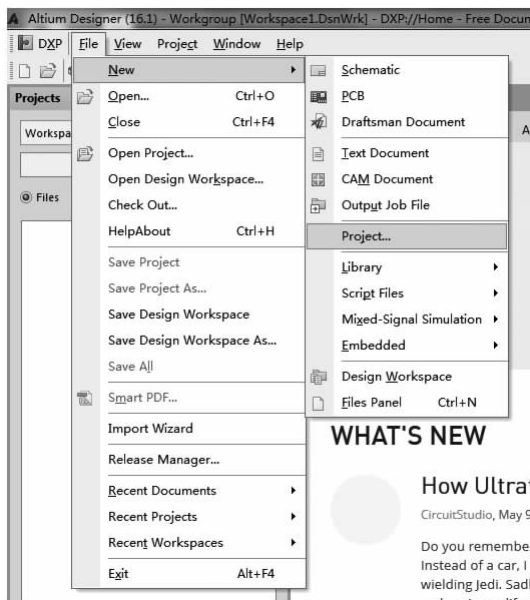 Altium Designer (16.1) - Workgroup [Workspace1.DsnWrk] - DXP://Home - Free Docum
DXP File View Project Window Help
Projects
Workspa
Files
New
Open... Ctrl+O
Close Ctrl+F4
Open Project...
Open Design Workspace...
Check Out...
HelpAbout Ctrl+H
Save Project
Save Project As...
Save Design Workspace
Save Design Workspace As...
Save All
Smart PDF...
Import Wizard
Release Manager...
Recent Documents
Recent Projects
Recent Workspaces
Exit Alt+F4
Schematic
PCB
Draftsman Document
Text Document
CAM Document
Output Job File
Project...
Library
Script Files
Mixed-Signal Simulation
Embedded
Design Workspace
Files Panel Ctrl+N
A
WHAT'S NEW
How Ultra
CircuitStudio, May 9
Do you remembe
Instead of a car, I
wielding Jedi. Sadl